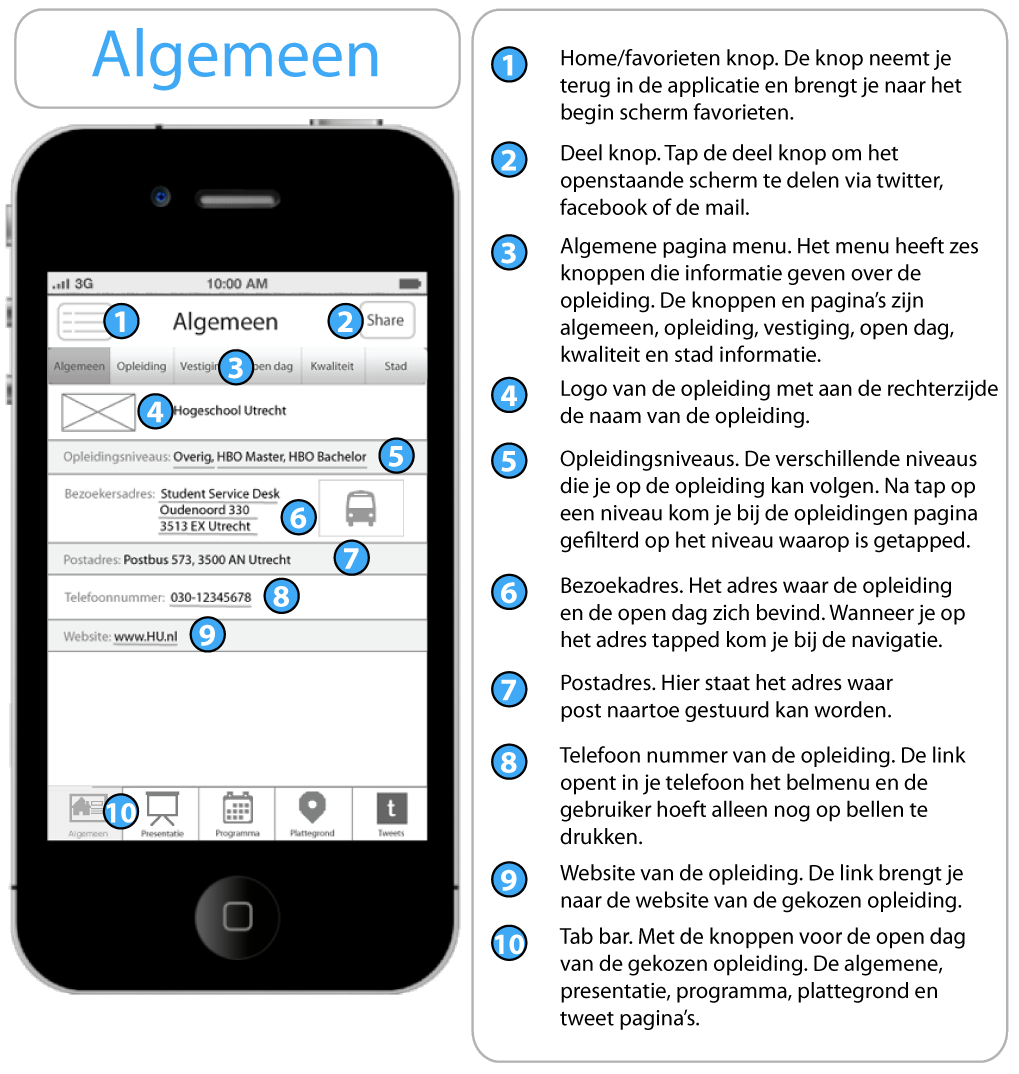 Algemeen
3G 10:00 AM
1 Algemeen 2 Share
Algemeen Opleiding Vestigin 3 pen dag Kwaliteit Stad
4 Hogeschool Utrecht
Opleidingsniveaus: Overig, HBO Master, HBO Bachelor 5
Bezoekersadres: Student Service Desk
Oudenoord 330 6
3513 EX Utrecht
Postadres: Postbus 573, 3500 AN Utrecht 7
Telefoonnummer: 030-12345678 8
Website: www.HU.nl 9
10 t
Algemeen Presentatie Programma Plattegrond Tweets
1 Home/favorieten knop. De knop neemt je
terug in de applicatie en brengt je naar het
begin scherm favorieten.
2 Deel knop. Tap de deel knop om het
openstaande scherm te delen via twitter,
facebook of de mail.
3 Algemene pagina menu. Het menu heeft zes
knoppen die informatie geven over de
opleiding. De knoppen en pagina's zijn
algemeen, opleiding, vestiging, open dag,
kwaliteit en stad informatie.
4 Logo van de opleiding met aan de rechterzijde
de naam van de opleiding.
5 Opleidingsniveaus. De verschillende niveaus
die je op de opleiding kan volgen. Na tap op
een niveau kom je bij de opleidingen pagina
gefilterd op het niveau waarop is getapped.
6 Bezoekadres. Het adres waar de opleiding
en de open dag zich bevind. Wanneer je op
het adres tapped kom je bij de navigatie.
7 Postadres. Hier staat het adres waar
post naartoe gestuurd kan worden.
8 Telefoon nummer van de opleiding. De link
opent in je telefoon het belmenu en de
gebruiker hoeft alleen nog op bellen te
drukken.
9 Website van de opleiding. De link brengt je
naar de website van de gekozen opleiding.
10 Tab bar. Met de knoppen voor de open dag
van de gekozen opleiding. De algemene,
presentatie, programma, plattegrond en
tweet pagina's.